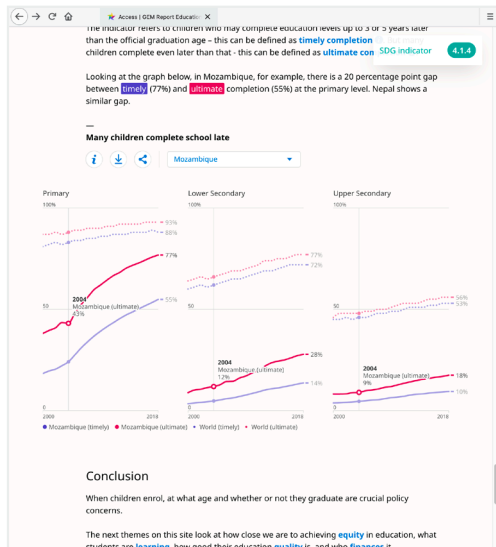 Access | GEM Report Education
The indicator refers to children who may complete education levels up to 3 or 5 years later
than the official graduation age – this can be defined as timely completion
children complete even later than that - this can be defined as ultimate com
SDG indicator 4.1.4
Looking at the graph below, in Mozambique, for example, there is a 20 percentage point gap
between timely (77%) and ultimate completion (55%) at the primary level. Nepal shows a
similar gap.
—
Many children complete school late
Mozambique
Primary
100%
93%
88%
77%
55%
50
2004
Mozambique (ultimate)
43%
0
2000 2018
Lower Secondary
100%
77%
72%
50
2004
Mozambique (ultimate)
12%
28%
14%
0
2000 2018
Upper Secondary
100%
56%
53%
50
2004
Mozambique (ultimate)
9%
18%
10%
0
2000 2018
Mozambique (timely) Mozambique (ultimate) World (timely) World (ultimate)
Conclusion
When children enrol, at what age and whether or not they graduate are crucial policy
concerns.
The next themes on this site look at how close we are to achieving equity in education, what
students are learning, how good their education quality is, and who finances it.